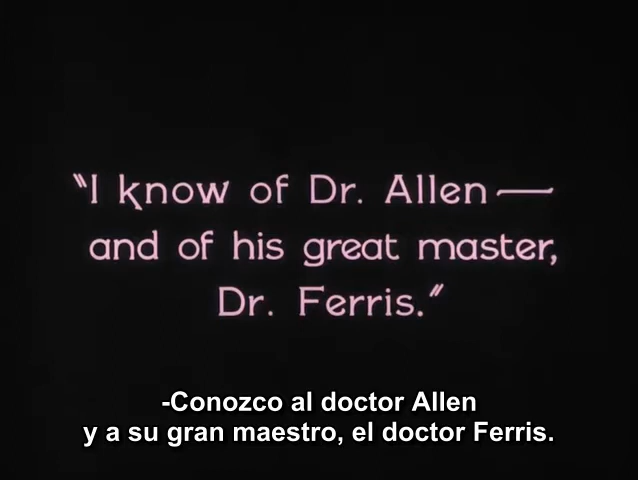 "I know of Dr. Allen—
and of his great master,
Dr. Ferris."
-Conozco al doctor Allen
y a su gran maestro, el doctor Ferris.